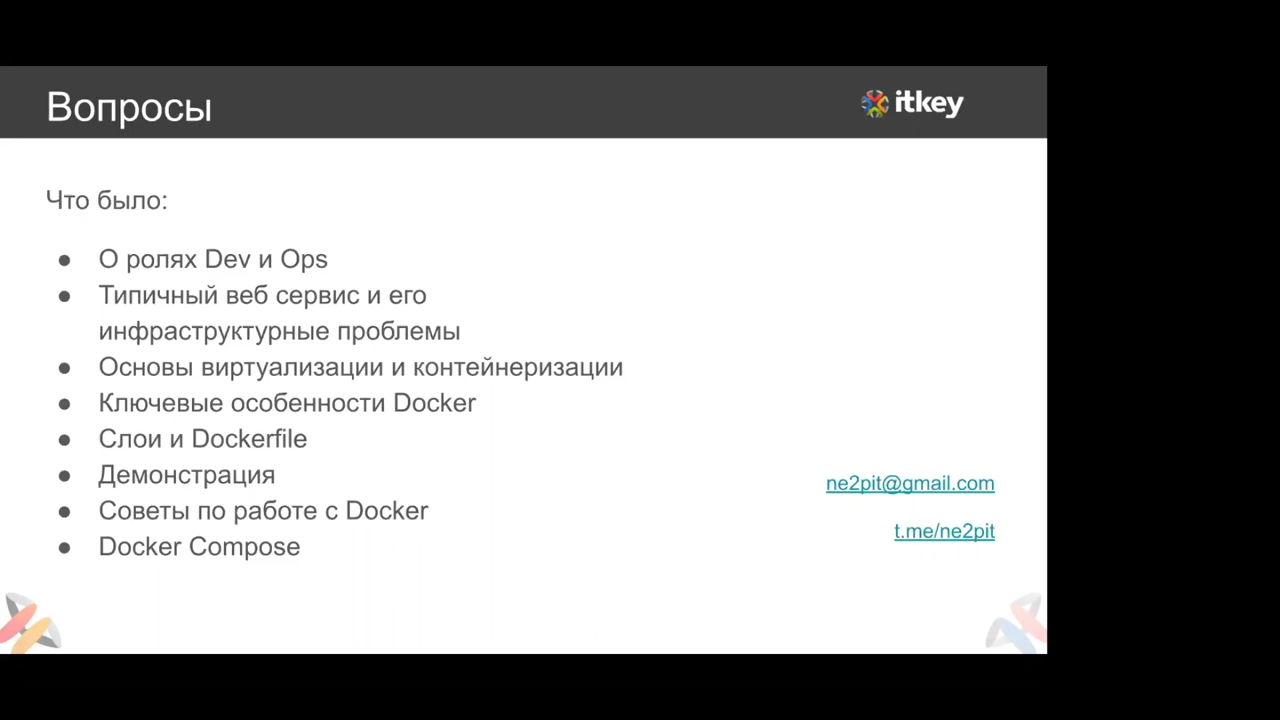 Вопросы
itkey
Что было:
● О ролях Dev и Ops
● Типичный веб сервис и его
инфраструктурные проблемы
● Основы виртуализации и контейнеризации
● Ключевые особенности Docker
● Слои и Dockerfile
● Демонстрация
● Советы по работе с Docker
● Docker Compose
ne2pit@gmail.com
t.me/ne2pit